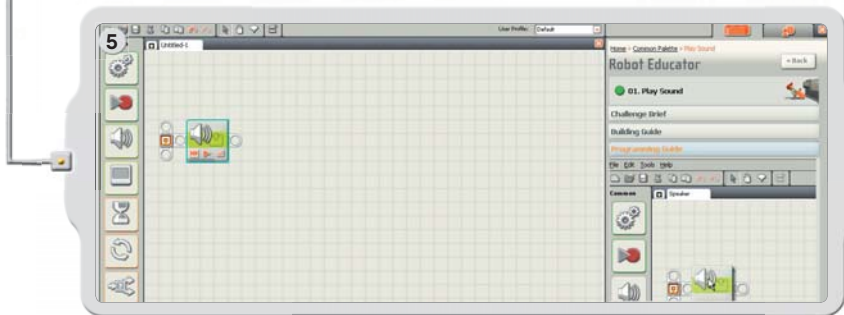 5
User Profile: Default
Untitled-1
Home > Common Palette > Play Sound
Robot Educator
< Back
01. Play Sound
Challenge Brief
Building Guide
Programming Guide
File Edit Tools Help
Common
Speaker